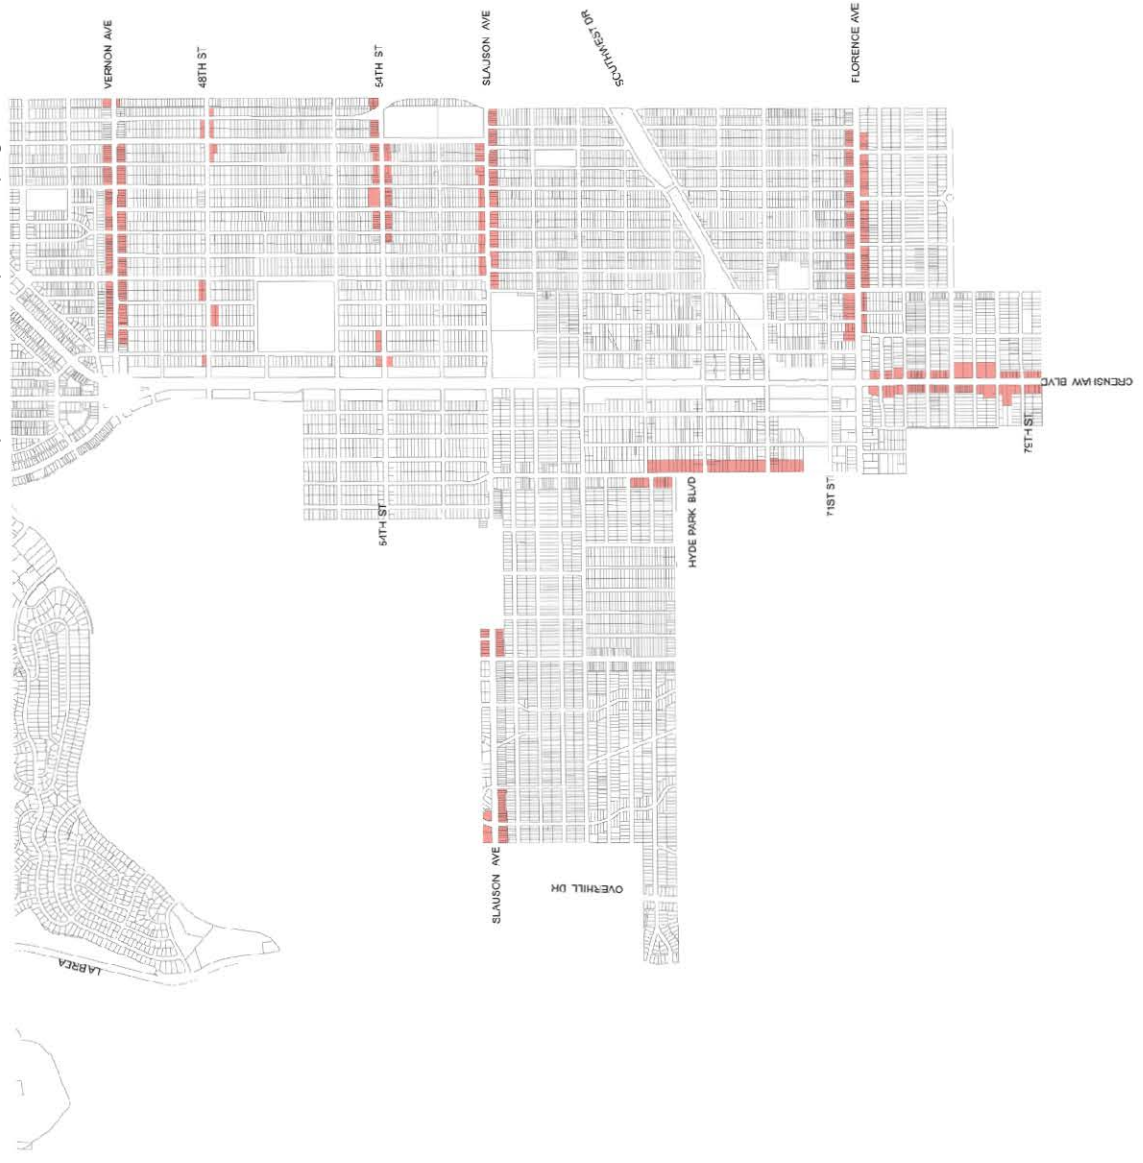 VERNON AVE
48TH ST
54TH ST
SLAUSON AVE
SOUTHWEST DR
FLORENCE AVE
CRENSHAW BLVD
79TH ST
71ST ST
HYDE PARK BLVD
54TH ST
SLAUSON AVE
OVERHILL DR
LABREA